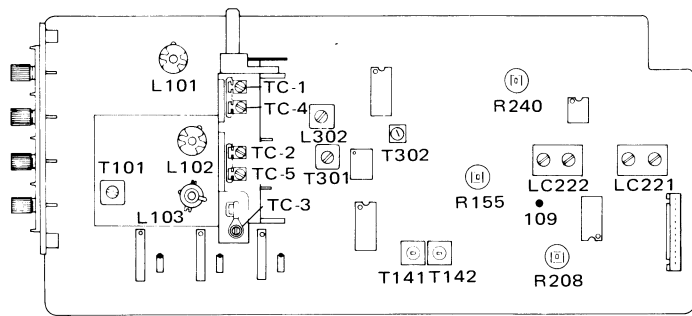 L101
TC-1
TC-4
R240
L302
T302
T101
L102
TC-2
T301
TC-5
LC222
LC221
R155
L103
TC-3
109
T141 T142
R208